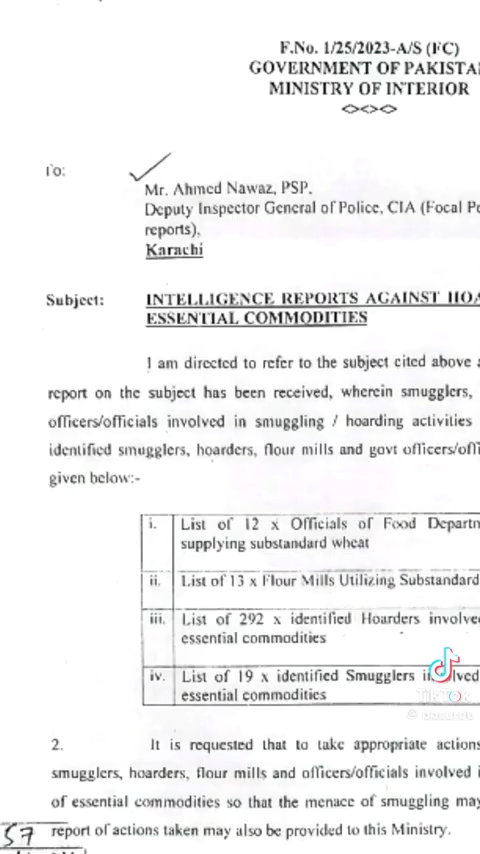 F.No. 1/25/2023-A/S (FC)
GOVERNMENT OF PAKISTA
MINISTRY OF INTERIOR
To:
Mr. Ahmed Nawaz, PSP,
Deputy Inspector General of Police, CIA (Focal Pe
reports),
Karachi
Subject: INTELLIGENCE REPORTS AGAINST HOA
ESSENTIAL COMMODITIES
I am directed to refer to the subject cited above a
report on the subject has been received, wherein smugglers,
officers/officials involved in smuggling / hoarding activities
identified smugglers, hoarders, flour mills and govt officers/offi
given below:-
i. List of 12 x Officials of Food Departm
supplying substandard wheat
ii. List of 13 x Flour Mills Utilizing Substandard
iii. List of 292 x identified Hoarders involve
essential commodities
iv. List of 19 x identified Smugglers involved
essential commodities
TikTok
2. It is requested that to take appropriate actions
smugglers, hoarders, flour mills and officers/officials involved i
of essential commodities so that the menace of smuggling may
57 report of actions taken may also be provided to this Ministry.